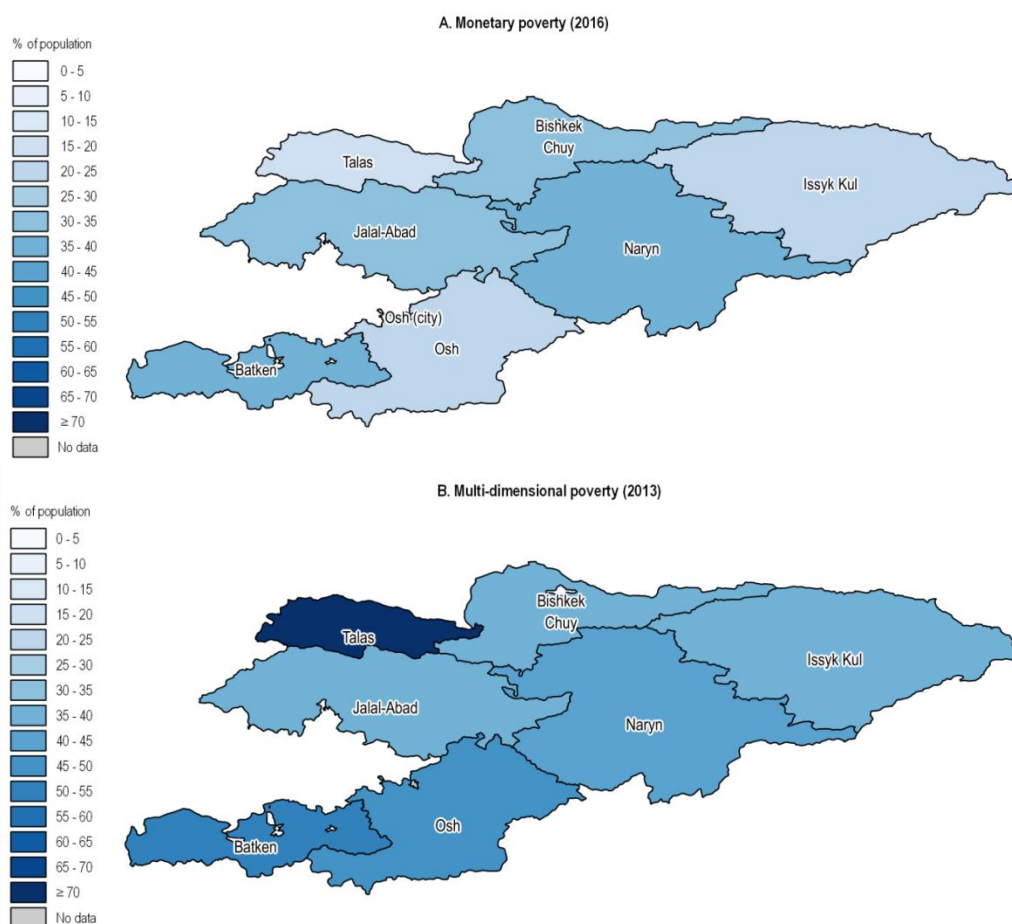 A. Monetary poverty (2016)
% of population
0 - 5
5 - 10
10 - 15
15 - 20
20 - 25
25 - 30
30 - 35
35 - 40
40 - 45
45 - 50
50 - 55
55 - 60
60 - 65
65 - 70
≥ 70
No data
Bishkek
Chuy
Talas
Issyk Kul
Jalal-Abad
Naryn
Osh (city)
Osh
Batken
B. Multi-dimensional poverty (2013)
% of population
0 - 5
5 - 10
10 - 15
15 - 20
20 - 25
25 - 30
30 - 35
35 - 40
40 - 45
45 - 50
50 - 55
55 - 60
60 - 65
65 - 70
≥ 70
No data
Bishkek
Chuy
Talas
Issyk Kul
Jalal-Abad
Naryn
Osh
Batken